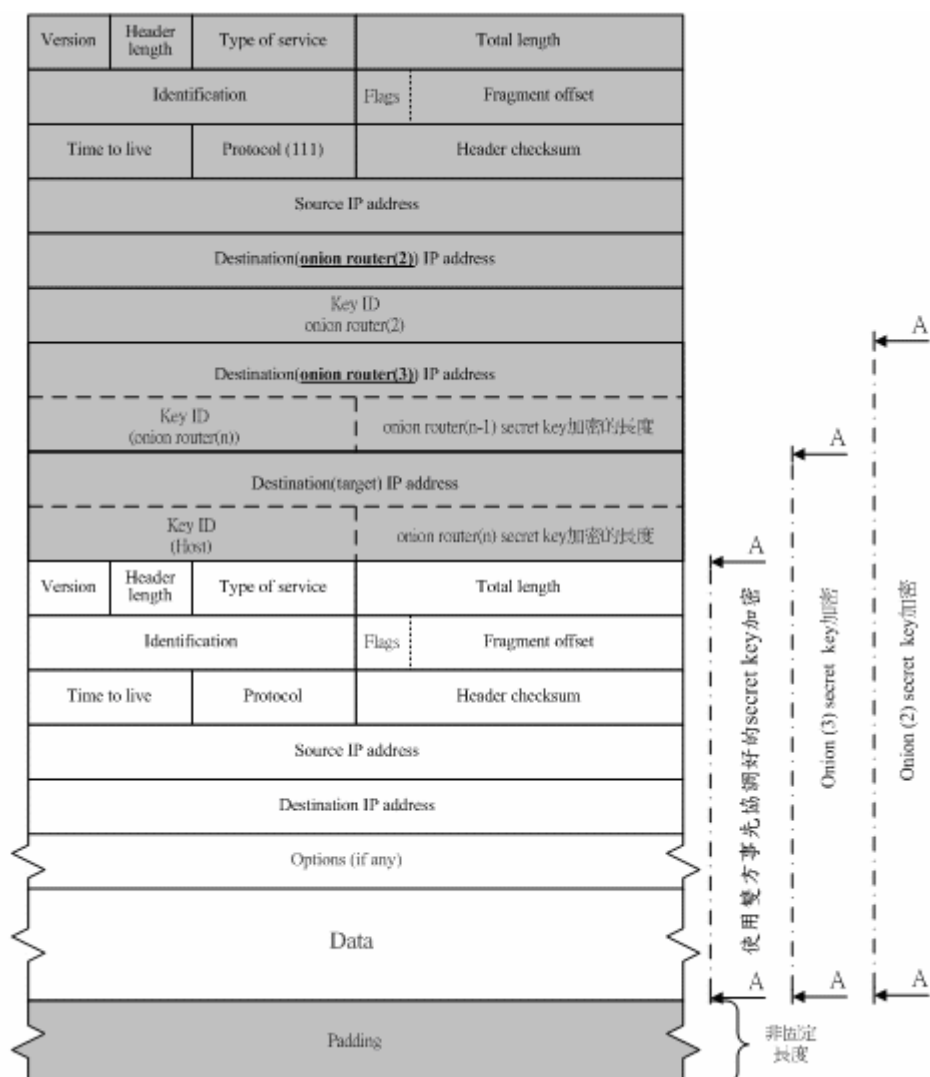 Version
Header
length
Type of service
Total length
Identification
Flags
Fragment offset
Time to live
Protocol (111)
Header checksum
Source IP address
Destination(onion router(2)) IP address
Key ID
onion router(2)
Destination(onion router(3)) IP address
Key ID
(onion router(n))
onion router(n-1) secret key加密的長度
Destination(target) IP address
Key ID
(Host)
onion router(n) secret key加密的長度
Version
Header
length
Type of service
Total length
Identification
Flags
Fragment offset
Time to live
Protocol
Header checksum
Source IP address
Destination IP address
Options (if any)
Data
Padding
A
使用雙方事先協調好的secret key加密
A
A
Onion (3) secret key加密
A
A
Onion (2) secret key加密
A
非固定
長度